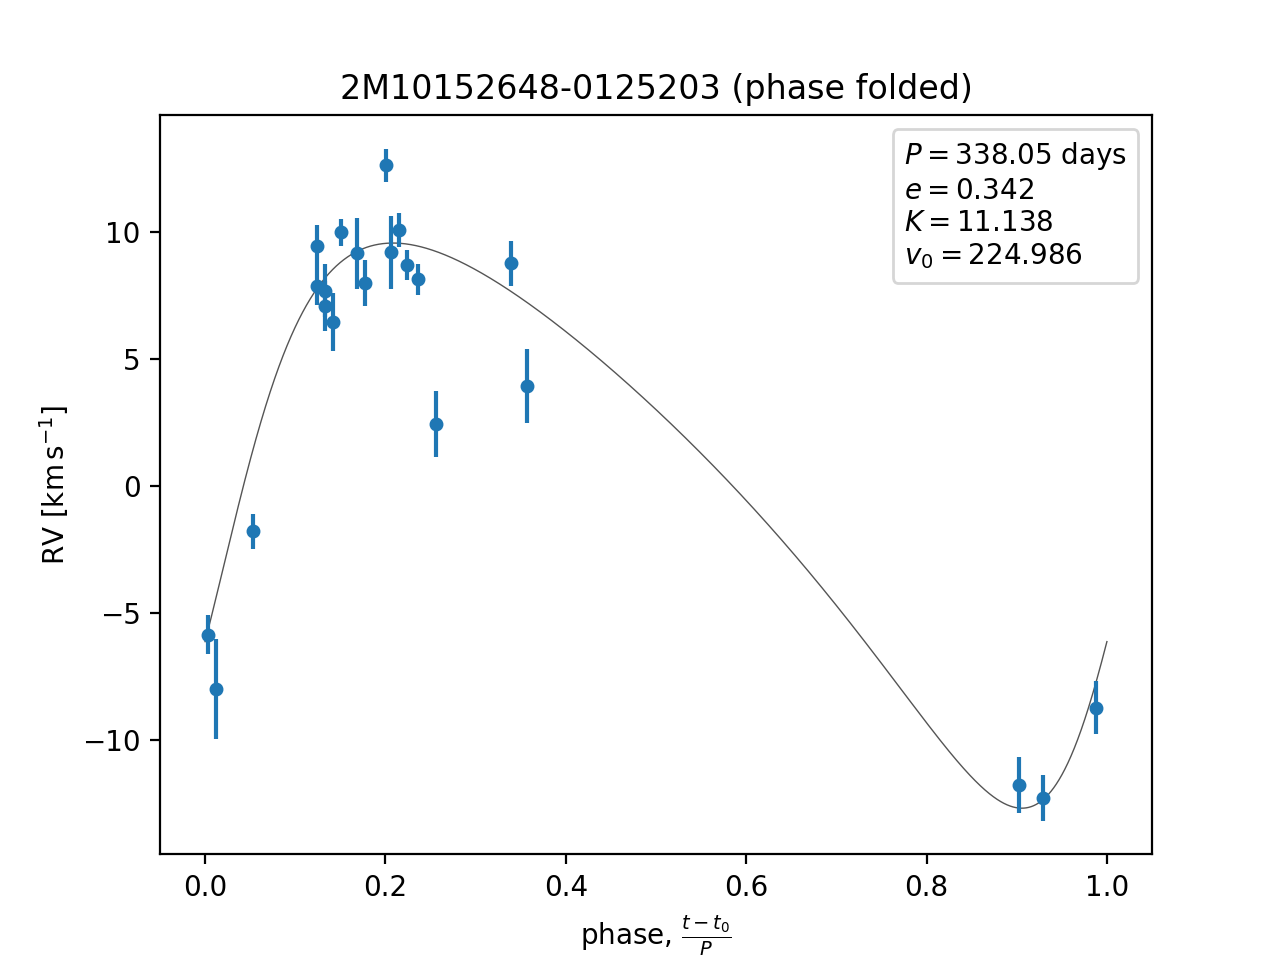 2M10152648-0125203 (phase folded)
P = 338.05 days
e = 0.342
K = 11.138
v₀ = 224.986
10
5
0
−5
−10
RV [km s⁻¹]
0.0 0.2 0.4 0.6 0.8 1.0
phase, (t − t₀)/P